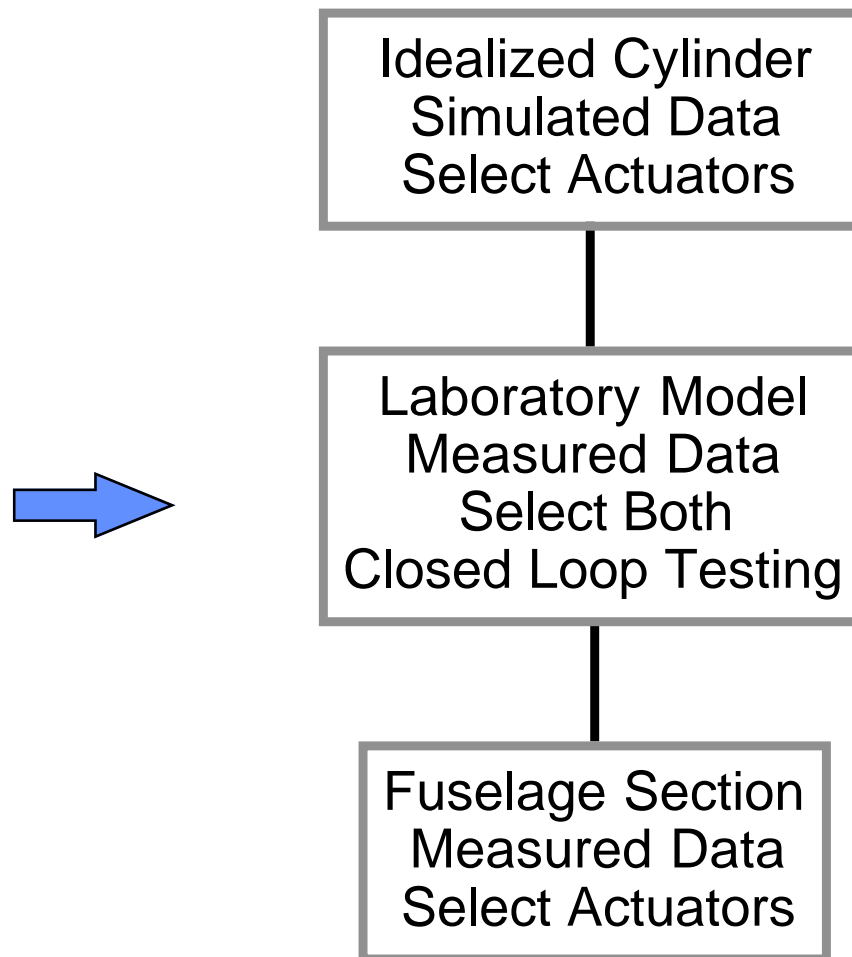 Idealized Cylinder
Simulated Data
Select Actuators
Laboratory Model
Measured Data
Select Both
Closed Loop Testing
Fuselage Section
Measured Data
Select Actuators